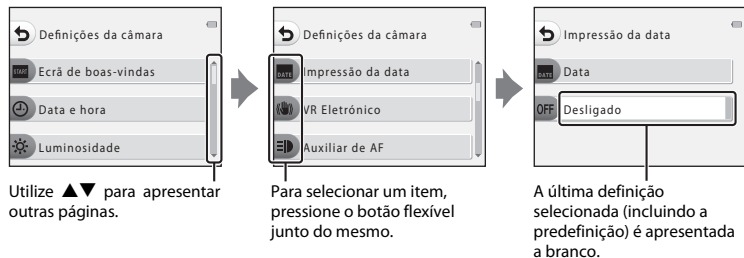 Definições da câmara
START Ecrã de boas-vindas
Data e hora
Luminosidade
Utilize ▲▼ para apresentar
outras páginas.
Definições da câmara
DATE Impressão da data
VR Eletrónico
Auxiliar de AF
Para selecionar um item,
pressione o botão flexível
junto do mesmo.
Impressão da data
DATE Data
OFF Desligado
A última definição
selecionada (incluindo a
predefinição) é apresentada
a branco.